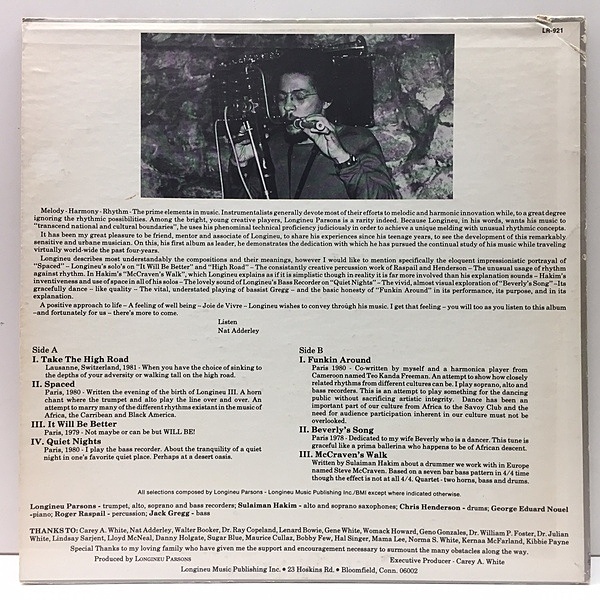 LR-921
Melody - Harmony - Rhythm - The prime elements in music. Instrumentalists generally devote most of their efforts to melodic and harmonic innovation while, to a great degree
ignoring the rhythmic possibilities. Among the bright, young creative players, Longineu Parsons is a rarity indeed. Because Longineu, in his words, wants his music to
"transcend national and cultural boundaries", he uses his phenomenal technical proficiency judiciously in order to achieve a unique melding with unusual rhythmic concepts.
It has been my great pleasure to be friend, mentor and associate of Longineu, to share his experiences since his teenage years, to see the development of this remarkably
sensitive and urbane musician. On this, his first album as leader, he demonstrates the dedication with which he has pursued the continual study of his music while traveling
virtually world-wide the past four years.
Longineu describes most understandably the compositions and their meanings, however I would like to mention specifically the eloquent impressionistic portrayal of
"Spaced" – Longineu's solo's on "It Will Be Better" and "High Road" – The constantly creative percussion work of Raspail and Henderson – The unusual usage of rhythm
against rhythm. In Hakim's "McCraven's Walk", which Longineu explains as if it is simplistic though in reality it is far more involved than his explanation sounds – Hakim's
inventiveness and use of space in all of his solos – The lovely sound of Longineu's Bass Recorder on "Quiet Nights" – The vivid, almost visual exploration of "Beverly's Song" – Its
gracefully dance – like quality – The vital, understated playing of bassist Gregg – and the basic honesty of "Funkin Around" in its performance, its purpose, and in its
explanation.
A positive approach to life – A feeling of well being – Joie de Vivre – Longineu wishes to convey through his music. I get that feeling – you will too as you listen to this album
–and fortunately for us – there's more to come.
Listen
Nat Adderley
Side A
I. Take The High Road
Lausanne, Switzerland, 1981 - When you have the choice of sinking to
the depths of your adversity or walking tall on the high road.
II. Spaced
Paris, 1980 - Written the evening of birth of Longineu III. A horn
chant where the trumpet and alto play the line over and over. An
attempt to marry many of the different rhythms existant in the music of
Africa, the Carribean and Black America.
III. It Will Be Better
Paris, 1979 - Not maybe or can be but WILL BE!
IV. Quiet Nights
Paris, 1980 - I play the bass recorder. About the tranquility of a quiet
night in one's favorite quiet place. Perhaps at a desert oasis.
Side B
I. Funkin Around
Paris 1980 - Co-written by myself and a harmonica player from
Cameroon named Teo Kanda Freeman. An attempt to show how closely
related rhythms from different cultures can be. I play soprano, alto and
bass recorders. This is an attempt to play something for the dancing
public without sacrificing artistic integrity. Dance has been an
important part of our culture from Africa to the Savoy Club and the
need for audience participation inherent in our culture must not be
overlooked.
II. Beverly's Song
Paris 1978 - Dedicated to my wife Beverly who is a dancer. This tune is
graceful like a prima ballerina who happens to be of African descent.
III. McCraven's Walk
Written by Sulaiman Hakim about a drummer we work with in Europe
named Steve McCraven. Based on a seven bar bass pattern in 4/4 time
though the effect is not at all 4/4. Quartet - two horns, bass and drums.
All selections composed by Longineu Parsons - Longineu Music Publishing Inc./BMI except where indicated otherwise.
Longineu Parsons - trumpet, alto, soprano and bass recorders; Sulaiman Hakim - alto and soprano saxophones; Chris Henderson - drums; George Eduard Nouel
-piano; Roger Raspail - percussion; Jack Gregg - bass
THANKS TO: Carey A. White, Nat Adderley, Walter Booker, Dr. Ray Copeland, Lenard Bowie, Gene White, Womack Howard, Geno Gonzales, Dr. William P. Foster, Dr. Julian
White, Lindsay Sarjent, Lloyd McNeal, Danny Holgate, Sugar Blue, Maurice Cullaz, Bobby Few, Hal Singer, Mama Lee, Norma S. White, Kernaa McFarland, Kibbie Payne
Special Thanks to my loving family who have given me the support and encouragement necessary to surmount the many obstacles along the way.
Produced by LONGINEU PARSONS
Executive Producer - Carey A. White
Longineu Music Publishing Inc. • 23 Hoskins Rd. • Bloomfield, Conn. 06002